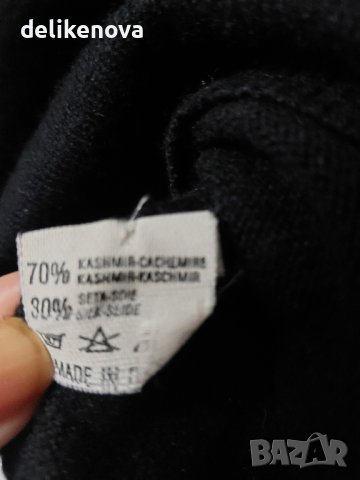 delikenova
70% KASHMIR-CACHEMIRE
KASHMIR-KASCHMIR
30% SETA-SOIE
SILK-SEIDE
MADE IN
BAZAR